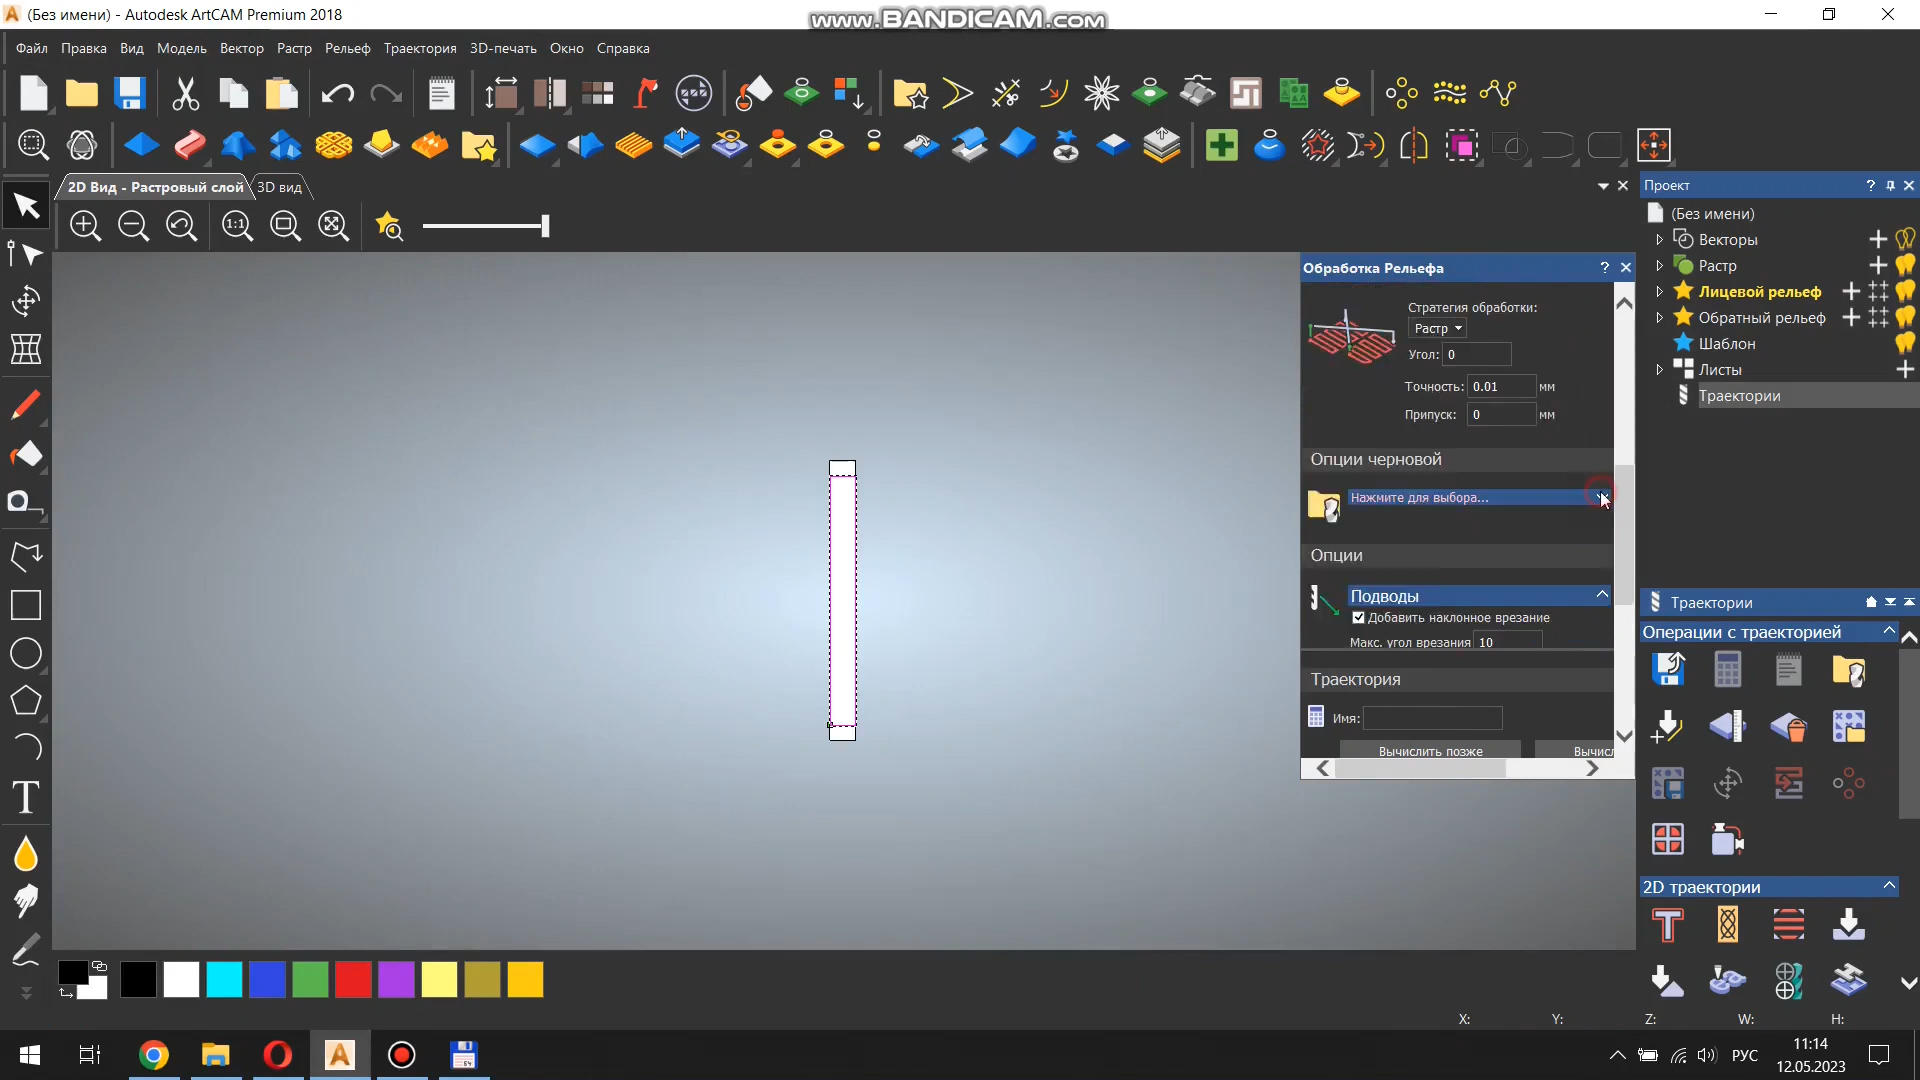 (Без имени) - Autodesk ArtCAM Premium 2018
www.BANDICAM.com
Файл Правка Вид Модель Вектор Растр Рельеф Траектория 3D-печать Окно Справка
2D Вид - Растровый слой 3D вид
1:1
Проект
(Без имени)
Векторы
Растр
Лицевой рельеф
Обратный рельеф
Шаблон
Листы
Траектории
Обработка Рельефа
Стратегия обработки:
Растр
Угол: 0
Точность: 0.01 мм
Припуск: 0 мм
Опции черновой
Нажмите для выбора...
Опции
Подводы
Добавить наклонное врезание
Макс. угол врезания 10
Траектория
Имя:
Вычислить позже Вычисл
Траектории
Операции с траекторией
2D траектории
X: Y: Z: W: H:
РУС
11:14
12.05.2023